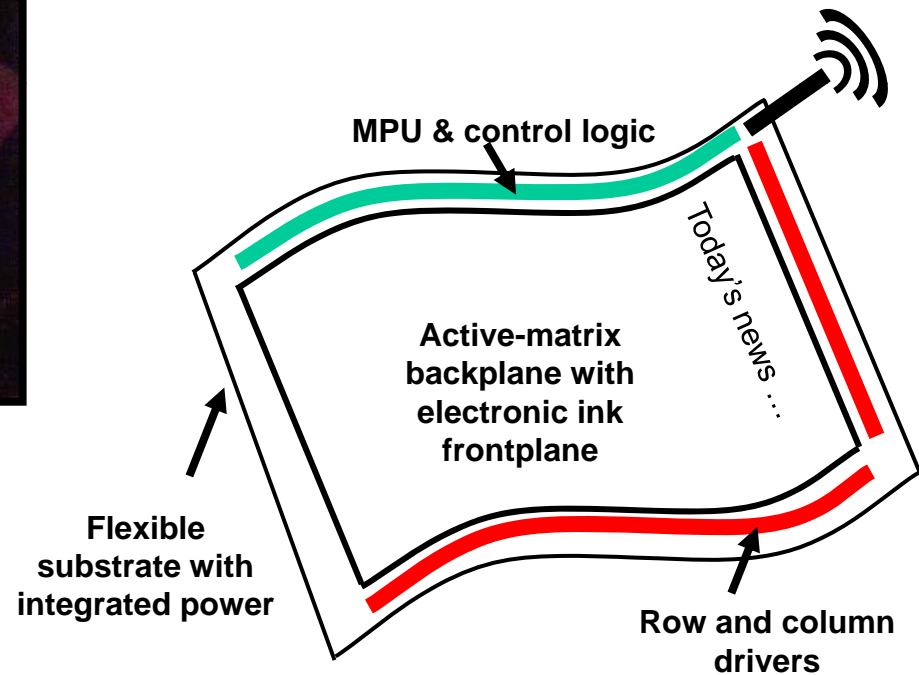 MPU & control logic
Today's news ...
Active-matrix
backplane with
electronic ink
frontplane
Flexible
substrate with
integrated power
Row and column
drivers